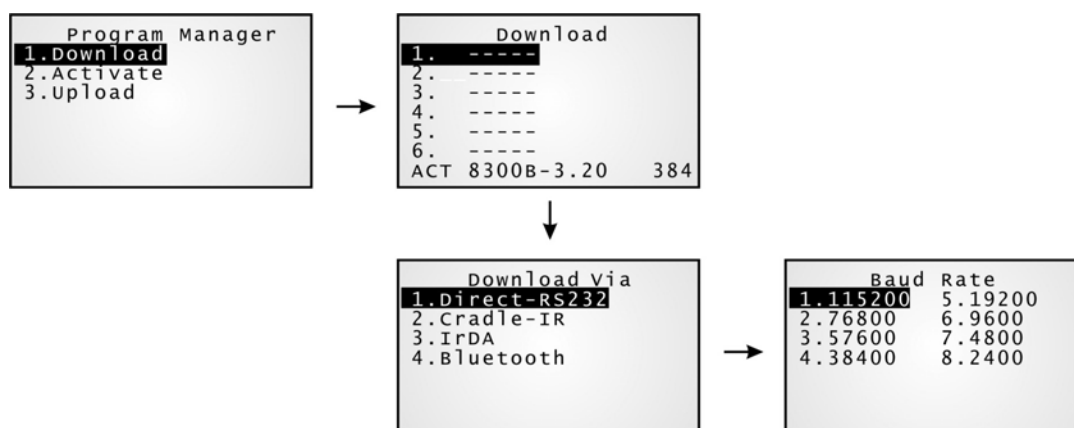 Program Manager
1.Download
2.Activate
3.Upload
Download
1. -----
2. -----
3. -----
4. -----
5. -----
6. -----
ACT 8300B-3.20 384
Download Via
1.Direct-RS232
2.Cradle-IR
3.IrDA
4.Bluetooth
Baud Rate
1.115200 5.19200
2.76800 6.9600
3.57600 7.4800
4.38400 8.2400